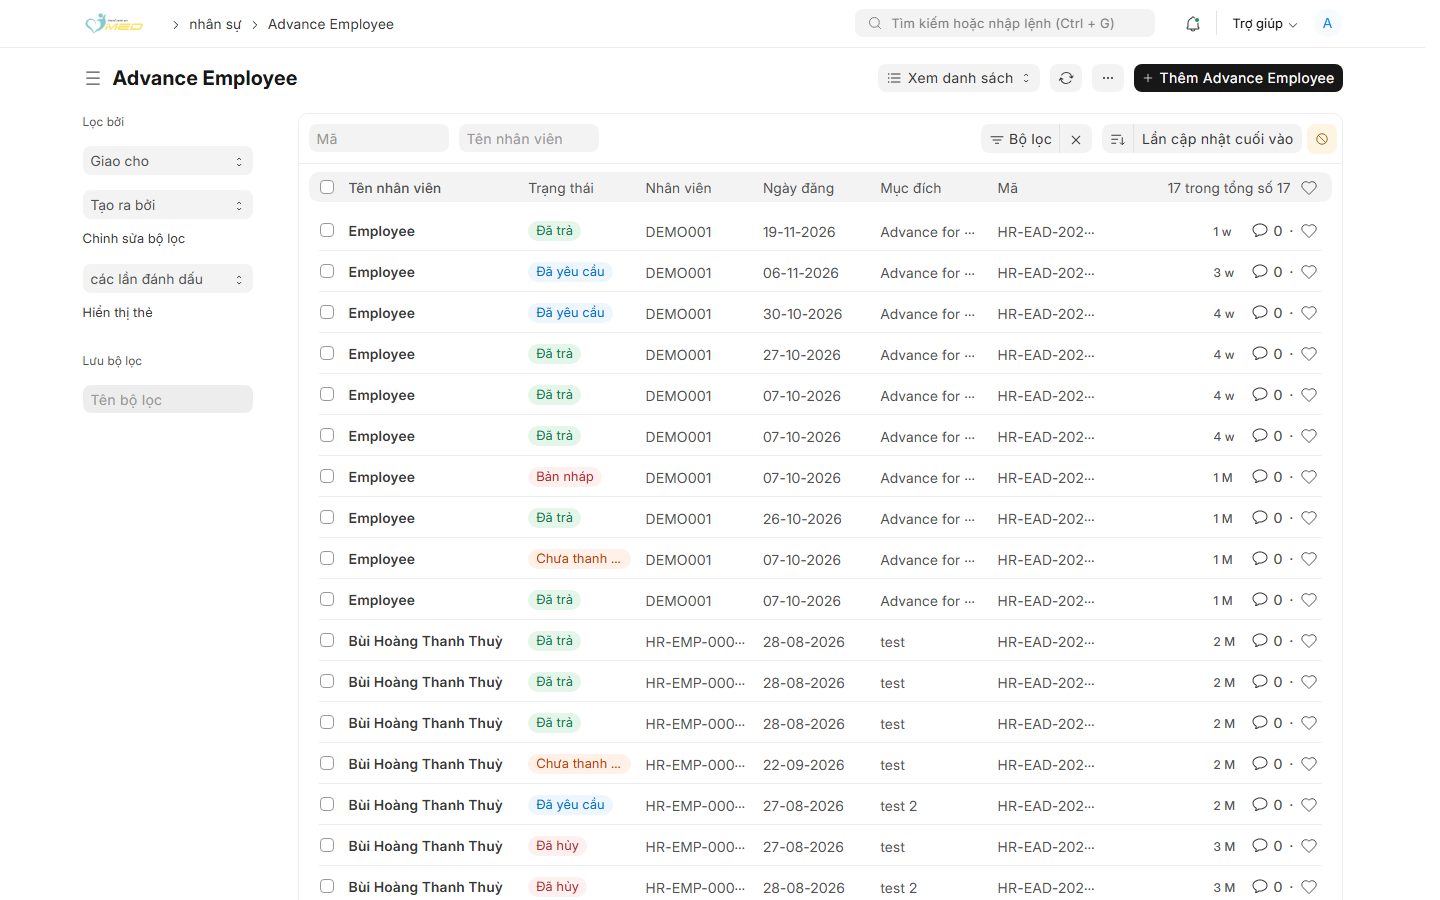 MED
nhân sự
Advance Employee
Tìm kiếm hoặc nhập lệnh (Ctrl + G)
Trợ giúp
A
Advance Employee
Xem danh sách
Thêm Advance Employee
Lọc bởi
Giao cho
Tạo ra bởi
Chỉnh sửa bộ lọc
các lần đánh dấu
Hiển thị thẻ
Lưu bộ lọc
Tên bộ lọc
Mã Tên nhân viên Bộ lọc Lần cập nhật cuối vào
Tên nhân viên Trạng thái Nhân viên Ngày đăng Mục đích Mã 17 trong tổng số 17
Employee Đã trả DEMO001 19-11-2026 Advance for ... HR-EAD-202... 1 w 0 ·
Employee Đã yêu cầu DEMO001 06-11-2026 Advance for ... HR-EAD-202... 3 w 0 ·
Employee Đã yêu cầu DEMO001 30-10-2026 Advance for ... HR-EAD-202... 4 w 0 ·
Employee Đã trả DEMO001 27-10-2026 Advance for ... HR-EAD-202... 4 w 0 ·
Employee Đã trả DEMO001 07-10-2026 Advance for ... HR-EAD-202... 4 w 0 ·
Employee Đã trả DEMO001 07-10-2026 Advance for ... HR-EAD-202... 4 w 0 ·
Employee Bản nháp DEMO001 07-10-2026 Advance for ... HR-EAD-202... 1 M 0 ·
Employee Đã trả DEMO001 26-10-2026 Advance for ... HR-EAD-202... 1 M 0 ·
Employee Chưa thanh ... DEMO001 07-10-2026 Advance for ... HR-EAD-202... 1 M 0 ·
Employee Đã trả DEMO001 07-10-2026 Advance for ... HR-EAD-202... 1 M 0 ·
Bùi Hoàng Thanh Thuỳ Đã trả HR-EMP-000... 28-08-2026 test HR-EAD-202... 2 M 0 ·
Bùi Hoàng Thanh Thuỳ Đã trả HR-EMP-000... 28-08-2026 test HR-EAD-202... 2 M 0 ·
Bùi Hoàng Thanh Thuỳ Đã trả HR-EMP-000... 28-08-2026 test HR-EAD-202... 2 M 0 ·
Bùi Hoàng Thanh Thuỳ Chưa thanh ... HR-EMP-000... 22-09-2026 test HR-EAD-202... 2 M 0 ·
Bùi Hoàng Thanh Thuỳ Đã yêu cầu HR-EMP-000... 27-08-2026 test 2 HR-EAD-202... 2 M 0 ·
Bùi Hoàng Thanh Thuỳ Đã hủy HR-EMP-000... 27-08-2026 test HR-EAD-202... 3 M 0 ·
Bùi Hoàng Thanh Thuỳ Đã hủy HR-EMP-000... 28-08-2026 test 2 HR-EAD-202... 3 M 0 ·